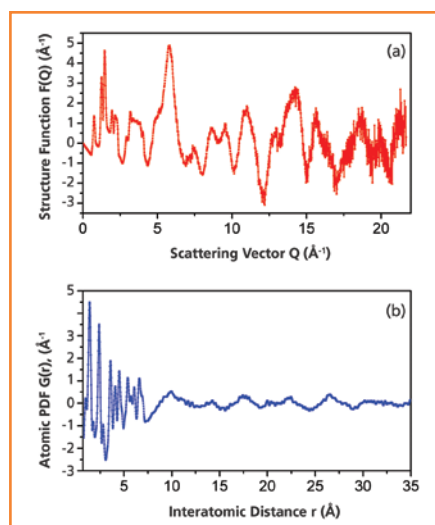 (a)
Structure Function F(Q) (Å⁻¹)
5
4
3
2
1
0
-1
-2
-3
0 5 10 15 20
Scattering Vector Q (Å⁻¹)
(b)
Atomic PDF G(r), (Å⁻¹
5
4
3
2
1
0
-1
-2
-3
5 10 15 20 25 30 35
Interatomic Distance r (Å)